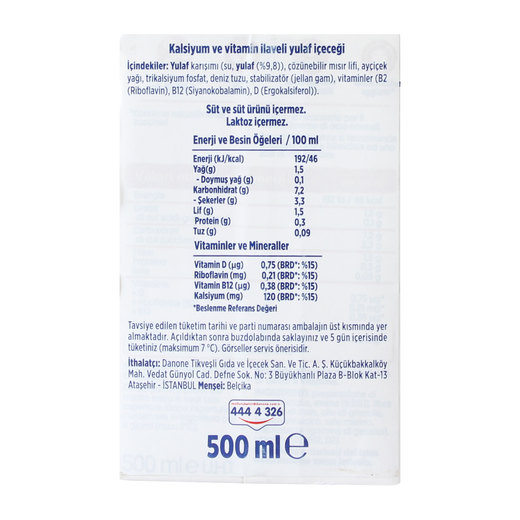 Kalsiyum ve vitamin ilaveli yulaf içeceği
İçindekiler: Yulaf karışımı (su, yulaf (%9,8)), çözünebilir mısır lifi, ayçiçek
yağı, trikalsiyum fosfat, deniz tuzu, stabilizatör (jellan gam), vitaminler (B2
(Riboflavin), B12 (Siyanokobalamin), D (Ergokalsiferol)).
Süt ve süt ürünü içermez.
Laktoz içermez.
Enerji ve Besin Öğeleri / 100 ml
Enerji (kJ/kcal) 192/46
Yağ(g) 1,5
- Doymuş yağ (g) 0,1
Karbonhidrat (g) 7,2
- Şekerler (g) 3,3
Lif (g) 1,5
Protein (g) 0,3
Tuz (g) 0,09
Vitaminler ve Mineraller
Vitamin D (µg) 0,75 (BRD*: %15)
Riboflavin (mg) 0,21 (BRD*: %15)
Vitamin B12 (µg) 0,38 (BRD*: %15)
Kalsiyum (mg) 120 (BRD*: %15)
*Beslenme Referans Değeri
Tavsiye edilen tüketim tarihi ve parti numarası ambalajın üst kısmında yer
almaktadır. Açıldıktan sonra buzdolabında saklayınız ve 5 gün içerisinde
tüketiniz (maksimum 7 °C). Görseller servis önerisidir.
İthalatçı: Danone Tikveşli Gıda ve İçecek San. Ve Tic. A. Ş. Küçükbakkalköy
Mah. Vedat Günyol Cad. Defne Sok. No: 3 Büyükhanlı Plaza B-Blok Kat-13
Ataşehir - İSTANBUL Menşei: Belçika
444 4 326
500 ml e